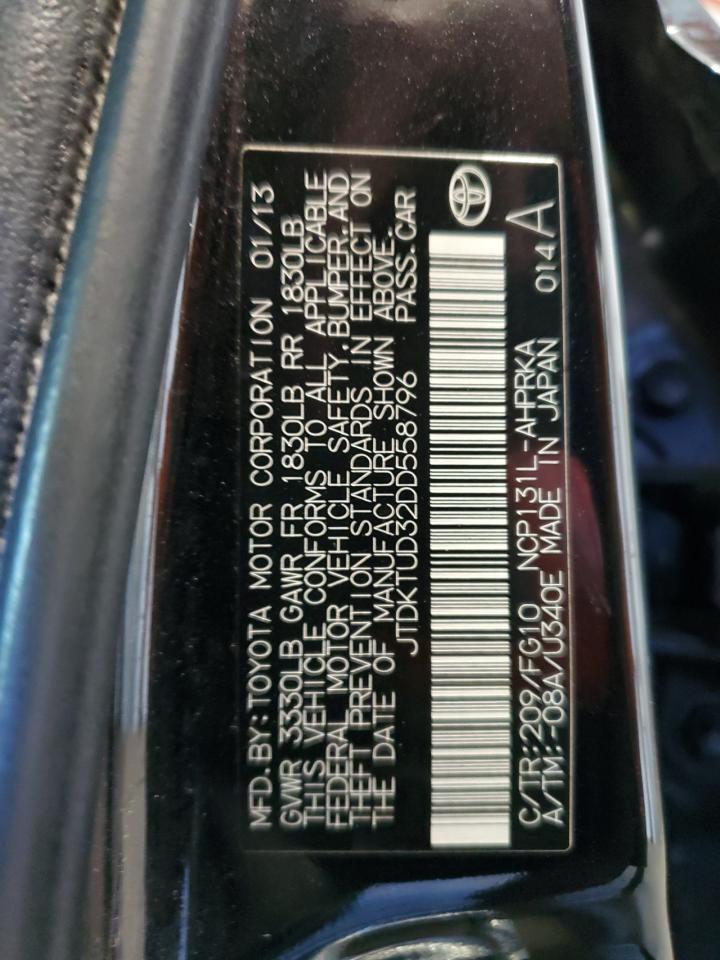 MFD.BY:TOYOTA MOTOR CORPORATION 01/13
GVWR 3330LB GAWR FR 1830LB RR 1830LB
THIS VEHICLE CONFORMS TO ALL APPLICABLE
FEDERAL MOTOR VEHICLE SAFETY,BUMPER,AND
THEFT PREVENTION STANDARDS IN EFFECT ON
THE DATE OF MANUFACTURE SHOWN ABOVE.
JTDKTUD32DD558796 PASS.CAR
C/TR:209/FG10 NCP131L-AHPRKA
A/TM:-08A/U340E MADE IN JAPAN 014A